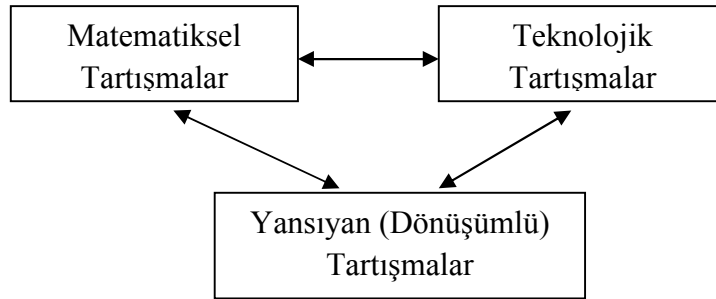 Matematiksel
Tartışmalar
Teknolojik
Tartışmalar
Yansıyan (Dönüşümlü)
Tartışmalar